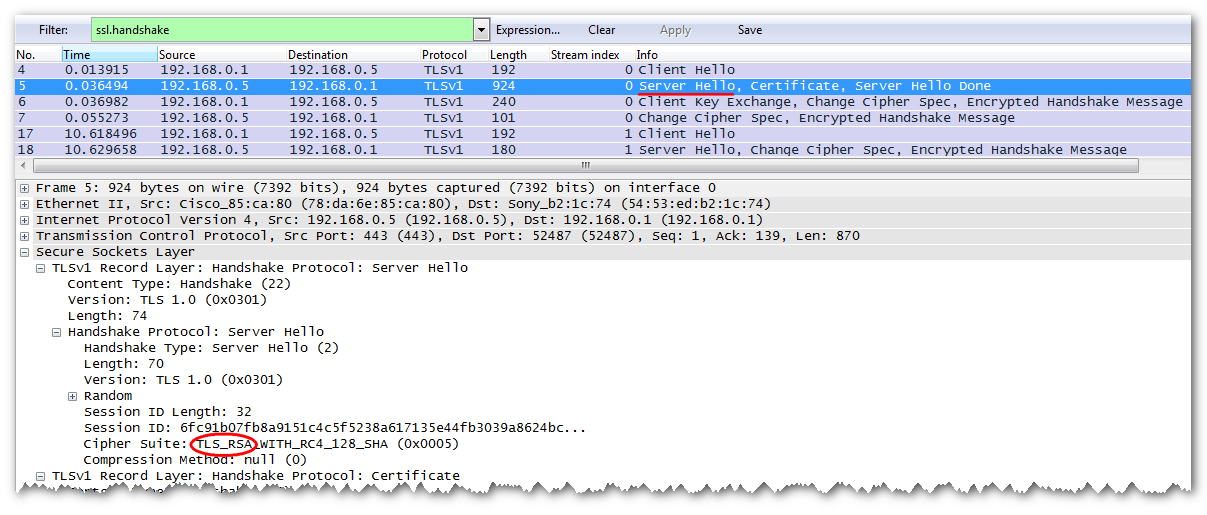 Filter: ssl.handshake Expression... Clear Apply Save
No. Time Source Destination Protocol Length Stream index Info
4 0.013915 192.168.0.1 192.168.0.5 TLSv1 192 0 Client Hello
5 0.036494 192.168.0.5 192.168.0.1 TLSv1 924 0 Server Hello, Certificate, Server Hello Done
6 0.036982 192.168.0.1 192.168.0.5 TLSv1 240 0 Client Key Exchange, Change Cipher Spec, Encrypted Handshake Message
7 0.055273 192.168.0.5 192.168.0.1 TLSv1 101 0 Change Cipher Spec, Encrypted Handshake Message
17 10.618496 192.168.0.1 192.168.0.5 TLSv1 192 1 Client Hello
18 10.629658 192.168.0.5 192.168.0.1 TLSv1 180 1 Server Hello, Change Cipher Spec, Encrypted Handshake Message
Frame 5: 924 bytes on wire (7392 bits), 924 bytes captured (7392 bits) on interface 0
Ethernet II, Src: Cisco_85:ca:80 (78:da:6e:85:ca:80), Dst: Sony_b2:1c:74 (54:53:ed:b2:1c:74)
Internet Protocol Version 4, Src: 192.168.0.5 (192.168.0.5), Dst: 192.168.0.1 (192.168.0.1)
Transmission Control Protocol, Src Port: 443 (443), Dst Port: 52487 (52487), Seq: 1, Ack: 139, Len: 870
Secure Sockets Layer
TLSv1 Record Layer: Handshake Protocol: Server Hello
Content Type: Handshake (22)
Version: TLS 1.0 (0x0301)
Length: 74
Handshake Protocol: Server Hello
Handshake Type: Server Hello (2)
Length: 70
Version: TLS 1.0 (0x0301)
Random
Session ID Length: 32
Session ID: 6fc91b07fb8a9151c4c5f5238a617135e44fb3039a8624bc...
Cipher Suite: TLS_RSA_WITH_RC4_128_SHA (0x0005)
Compression Method: null (0)
TLSv1 Record Layer: Handshake Protocol: Certificate